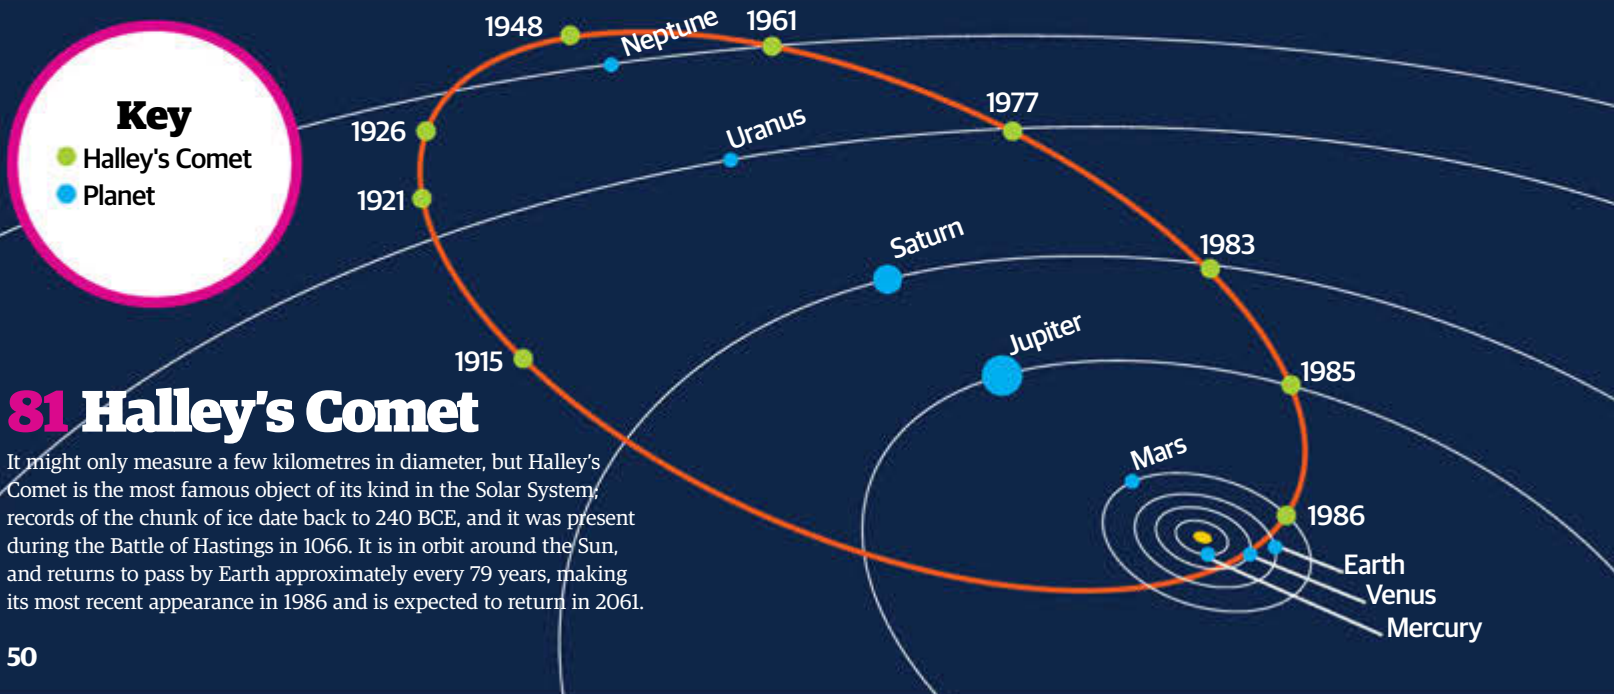 1948
Neptune
1961
Key
Halley's Comet
Planet
1926
Uranus
1977
1921
Saturn
1983
1915
Jupiter
1985
81 Halley's Comet
It might only measure a few kilometres in diameter, but Halley's
Comet is the most famous object of its kind in the Solar System;
records of the chunk of ice date back to 240 BCE, and it was present
during the Battle of Hastings in 1066. It is in orbit around the Sun,
and returns to pass by Earth approximately every 79 years, making
its most recent appearance in 1986 and is expected to return in 2061.
Mars
1986
Earth
Venus
Mercury
50